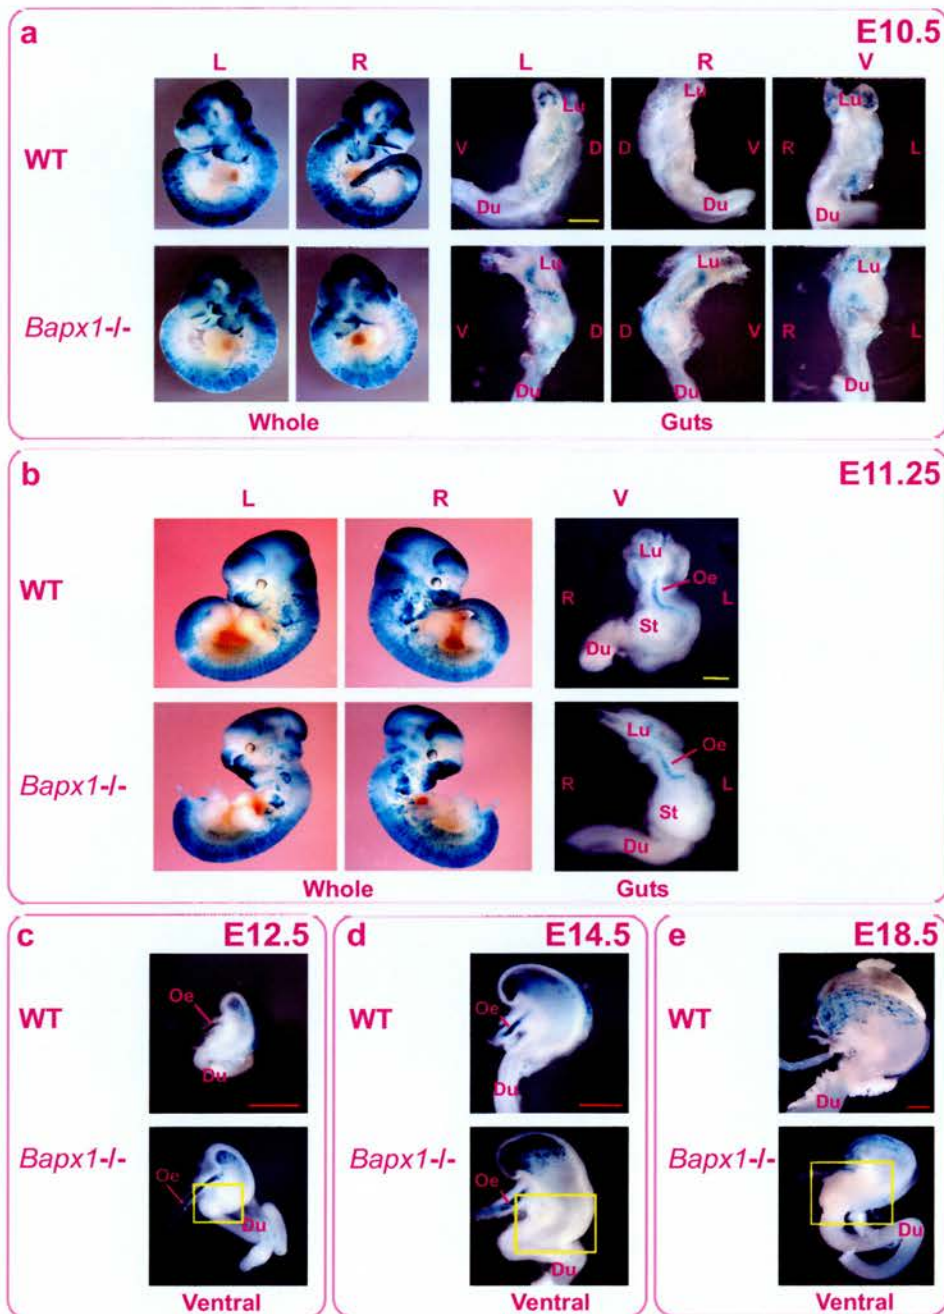 a E10.5
L R L R V
WT
Lu Lu Lu
V D D V R L
Du Du Du
Bapx1-/-
Lu Lu Lu
V D D V R L
Du Du Du
Whole Guts
b E11.25
L R V
WT
Lu
Oe
R L
St
Du
Bapx1-/-
Lu
Oe
R L
St
Du
Whole Guts
c E12.5
WT
Oe
Du
Bapx1-/-
Oe
Du
Ventral
d E14.5
WT
Oe
Du
Bapx1-/-
Oe
Du
Ventral
e E18.5
WT
Du
Bapx1-/-
Du
Ventral